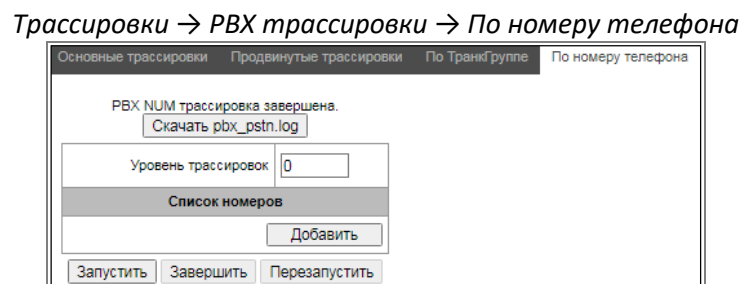 Трассировки → PBX трассировки → По номеру телефона
Основные трассировки Продвинутые трассировки По ТранкГруппе По номеру телефона
PBX NUM трассировка завершена.
Скачать pbx_pstn.log
Уровень трассировок 0
Список номеров
Добавить
Запустить Завершить Перезапустить